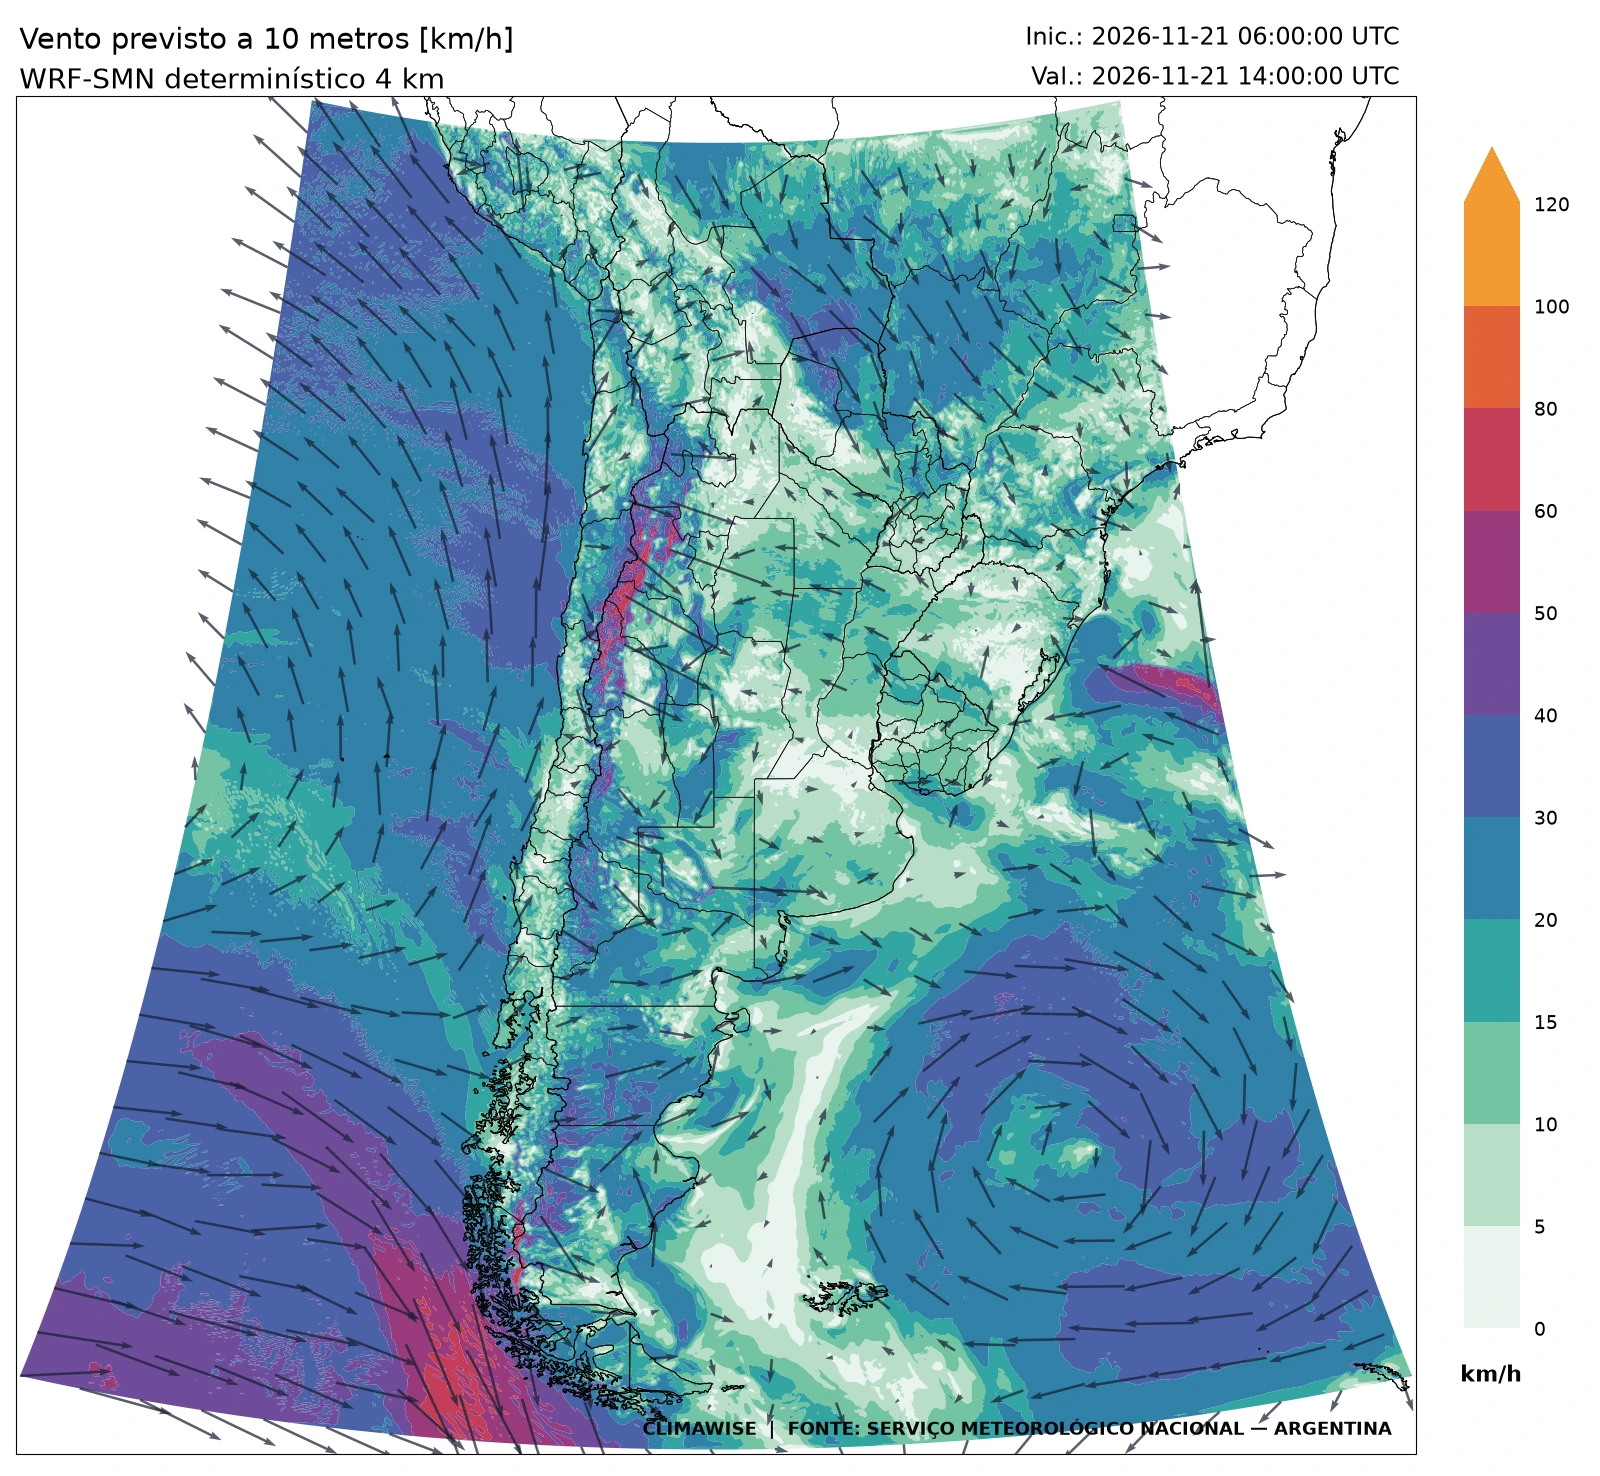 Vento previsto a 10 metros [km/h]
WRF-SMN determinístico 4 km
Inic.: 2026-11-21 06:00:00 UTC
Val.: 2026-11-21 14:00:00 UTC
120
100
80
60
50
40
30
20
15
10
5
0
km/h
CLIMAWISE | FONTE: SERVIÇO METEOROLÓGICO NACIONAL — ARGENTINA